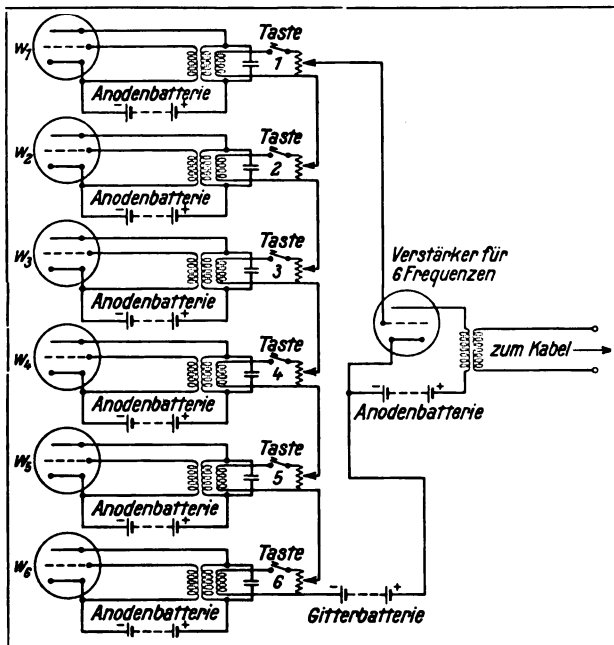 W1
Taste
1
- +
Anodenbatterie
W2
Taste
2
- +
Anodenbatterie
W3
Taste
3
- +
Anodenbatterie
W4
Taste
4
- +
Anodenbatterie
W5
Taste
5
- +
Anodenbatterie
W6
Taste
6
- +
Anodenbatterie
Verstärker für
6 Frequenzen
zum Kabel
- +
Anodenbatterie
- +
Gitterbatterie